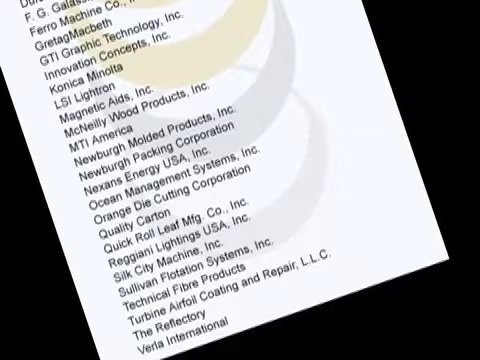 F. G. Galass
Ferro Machine Co.,
GretagMacbeth
GTI Graphic Technology, Inc.
Innovation Concepts, Inc.
Konica Minolta
LSI Lightron
Magnetic Aids, Inc.
McNeilly Wood Products, Inc.
MTI America
Newburgh Molded Products, Inc.
Newburgh Packing Corporation
Nexans Energy USA, Inc.
Ocean Management Systems, Inc.
Orange Die Cutting Corporation
Quality Carton
Quick Roll Leaf Mfg. Co., Inc.
Reggiani Lightings USA, Inc.
Silk City Machine, Inc.
Sullivan Flotation Systems, Inc.
Technical Fibre Products
Turbine Airfoil Coating and Repair, L.L.C.
The Reflectory
Verla International